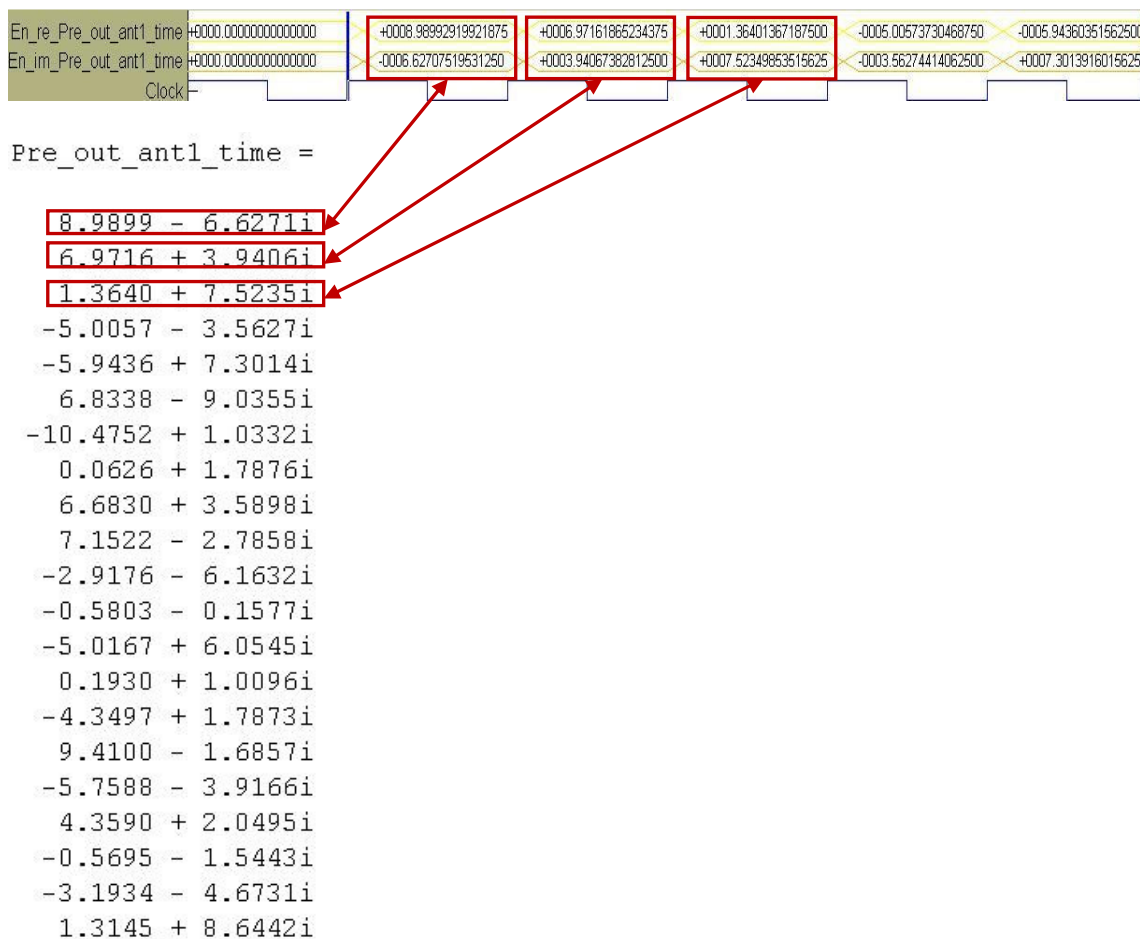 En_re_Pre_out_ant1_time +0000.00000000000000 +0008.98992919921875 +0006.97161865234375 +0001.36401367187500 -0005.00573730468750 -0005.94360351562500
En_im_Pre_out_ant1_time +0000.00000000000000 -0006.62707519531250 +0003.94067382812500 +0007.52349853515625 -0003.56274414062500 +0007.3013916015625
Clock
Pre_out_ant1_time =
8.9899 - 6.6271i
6.9716 + 3.9406i
1.3640 + 7.5235i
-5.0057 - 3.5627i
-5.9436 + 7.3014i
6.8338 - 9.0355i
-10.4752 + 1.0332i
0.0626 + 1.7876i
6.6830 + 3.5898i
7.1522 - 2.7858i
-2.9176 - 6.1632i
-0.5803 - 0.1577i
-5.0167 + 6.0545i
0.1930 + 1.0096i
-4.3497 + 1.7873i
9.4100 - 1.6857i
-5.7588 - 3.9166i
4.3590 + 2.0495i
-0.5695 - 1.5443i
-3.1934 - 4.6731i
1.3145 + 8.6442i